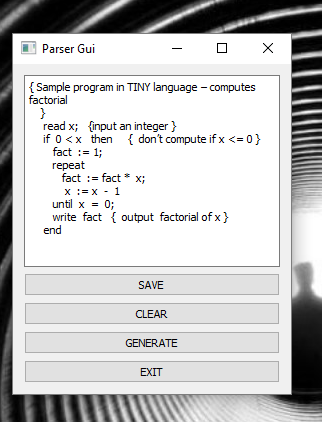 Parser Gui
{ Sample program in TINY language – computes
factorial
}
read x; {input an integer }
if 0 < x then { don't compute if x <= 0 }
fact := 1;
repeat
fact := fact * x;
x := x - 1
until x = 0;
write fact { output factorial of x }
end
SAVE
CLEAR
GENERATE
EXIT